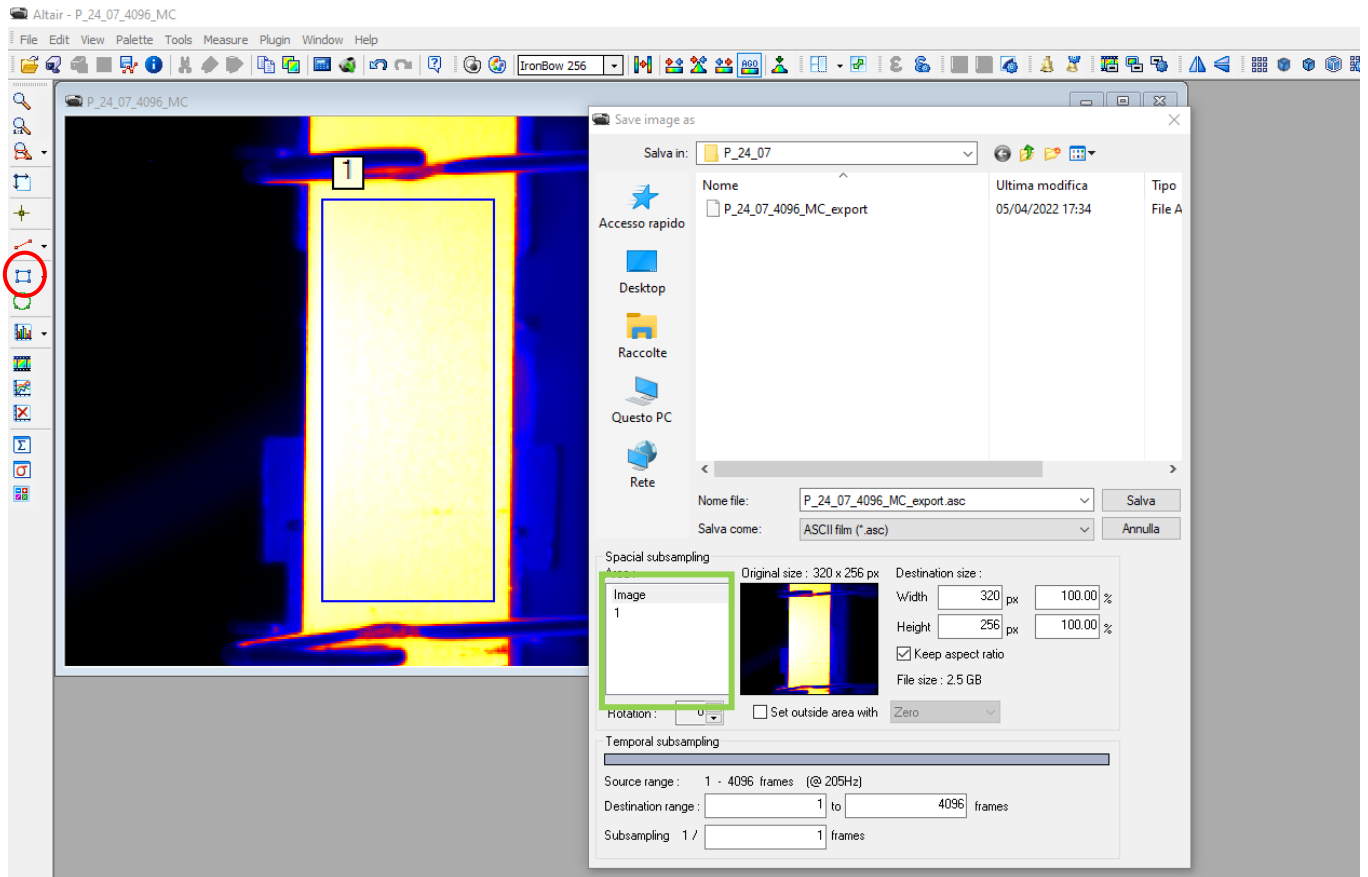 Altair - P_24_07_4096_MC
File Edit View Palette Tools Measure Plugin Window Help
IronBow 256
P_24_07_4096_MC
1
Save image as
Salva in: P_24_07
Nome Ultima modifica Tipo
P_24_07_4096_MC_export 05/04/2022 17:34 File A
Accesso rapido
Desktop
Raccolte
Questo PC
Rete
Nome file: P_24_07_4096_MC_export.asc Salva
Salva come: ASCII film (*.asc) Annulla
Spacial subsampling
Original size : 320 x 256 px Destination size :
Image
1
Width 320 px 100.00 %
Height 256 px 100.00 %
Keep aspect ratio
File size : 2.5 GB
Rotation : 0 Set outside area with Zero
Temporal subsampling
Source range : 1 - 4096 frames (@ 205Hz)
Destination range : 1 to 4096 frames
Subsampling 1 / 1 frames